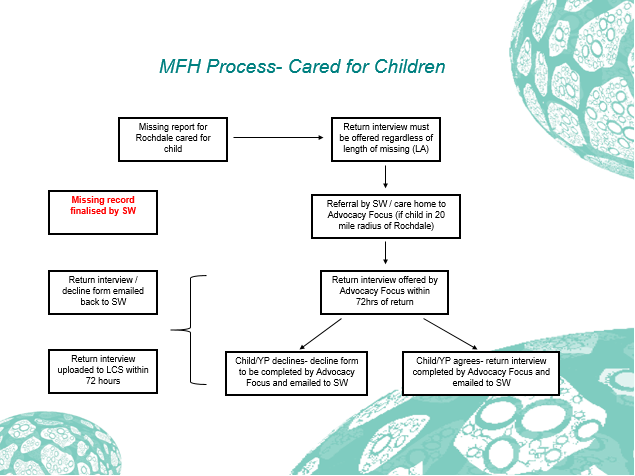 MFH Process- Cared for Children
Missing report for
Rochdale cared for
child
Return interview must
be offered regardless of
length of missing (LA)
Missing record
finalised by SW
Referral by SW / care home to
Advocacy Focus (if child in 20
mile radius of Rochdale)
Return interview /
decline form emailed
back to SW
Return interview offered by
Advocacy Focus within
72hrs of return
Return interview
uploaded to LCS within
72 hours
Child/YP declines- decline form
to be completed by Advocacy
Focus and emailed to SW
Child/YP agrees- return interview
completed by Advocacy Focus and
emailed to SW